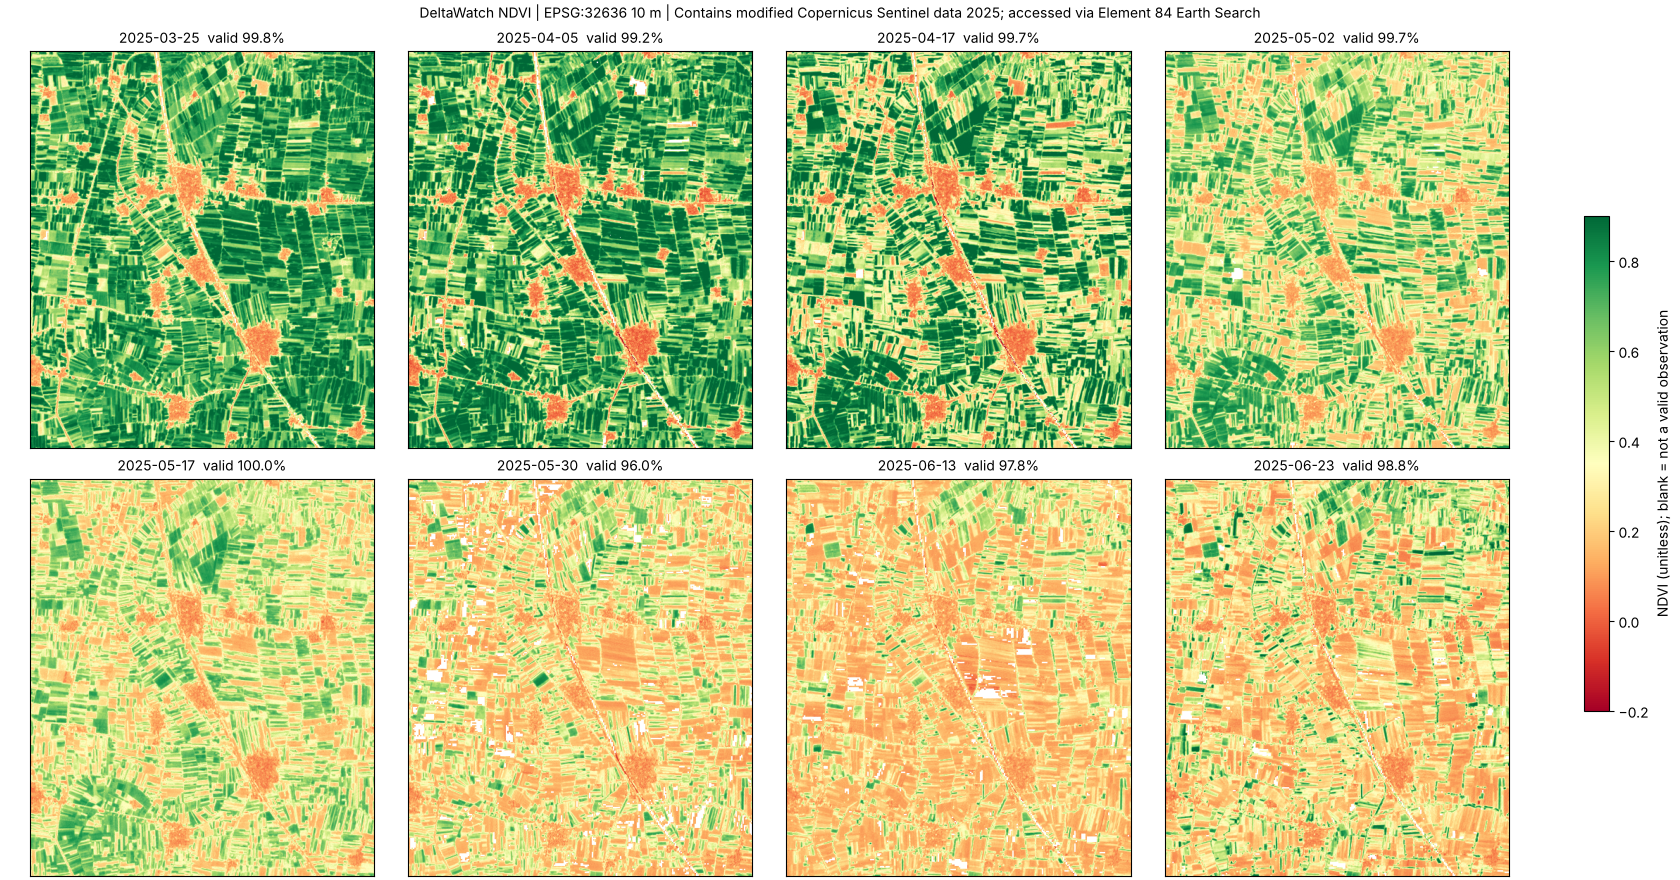 DeltaWatch NDVI | EPSG:32636 10 m | Contains modified Copernicus Sentinel data 2025; accessed via Element 84 Earth Search
2025-03-25 valid 99.8%
2025-04-05 valid 99.2%
2025-04-17 valid 99.7%
2025-05-02 valid 99.7%
2025-05-17 valid 100.0%
2025-05-30 valid 96.0%
2025-06-13 valid 97.8%
2025-06-23 valid 98.8%
0.8
0.6
0.4
0.2
0.0
−0.2
NDVI (unitless); blank = not a valid observation